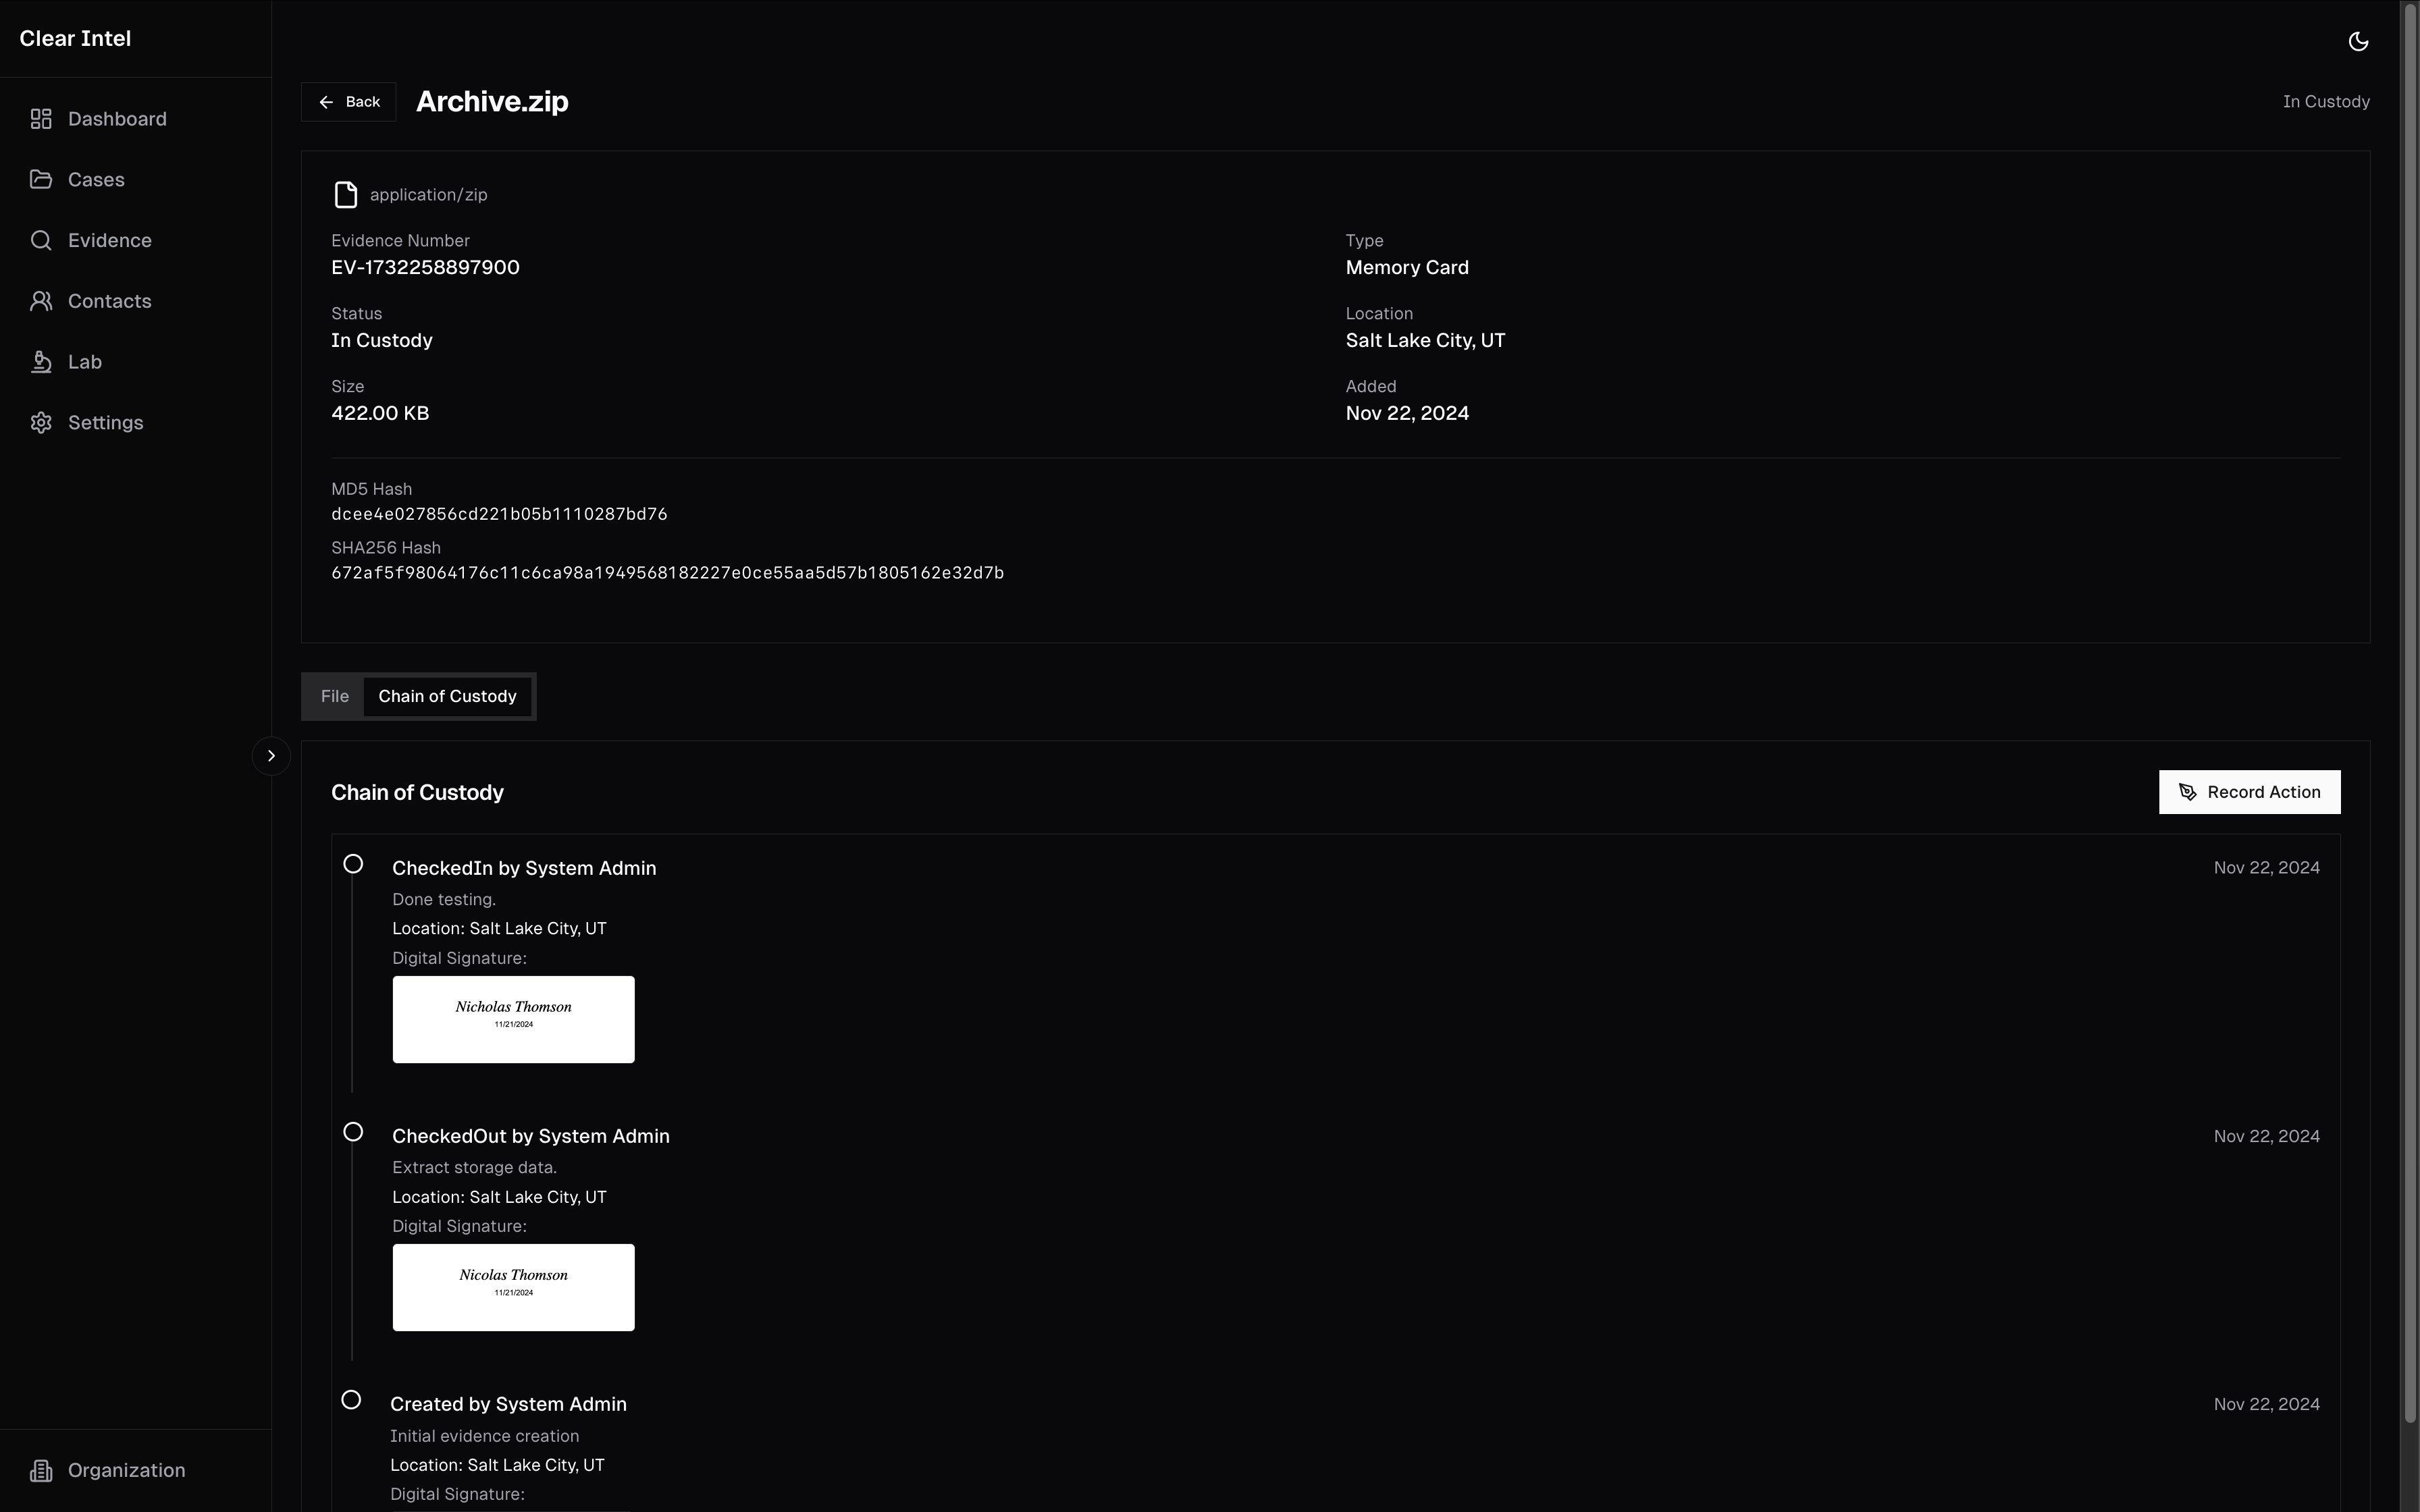 Clear Intel
Dashboard
Cases
Evidence
Contacts
Lab
Settings
Organization
Back
Archive.zip
In Custody
application/zip
Evidence Number
EV-1732258897900
Type
Memory Card
Status
In Custody
Location
Salt Lake City, UT
Size
422.00 KB
Added
Nov 22, 2024
MD5 Hash
dcee4e027856cd221b05b1110287bd76
SHA256 Hash
672af5f98064176c11c6ca98a1949568182227e0ce55aa5d57b1805162e32d7b
File
Chain of Custody
Chain of Custody
Record Action
CheckedIn by System Admin
Nov 22, 2024
Done testing.
Location: Salt Lake City, UT
Digital Signature:
Nicholas Thomson
11/21/2024
CheckedOut by System Admin
Nov 22, 2024
Extract storage data.
Location: Salt Lake City, UT
Digital Signature:
Nicolas Thomson
11/21/2024
Created by System Admin
Nov 22, 2024
Initial evidence creation
Location: Salt Lake City, UT
Digital Signature: